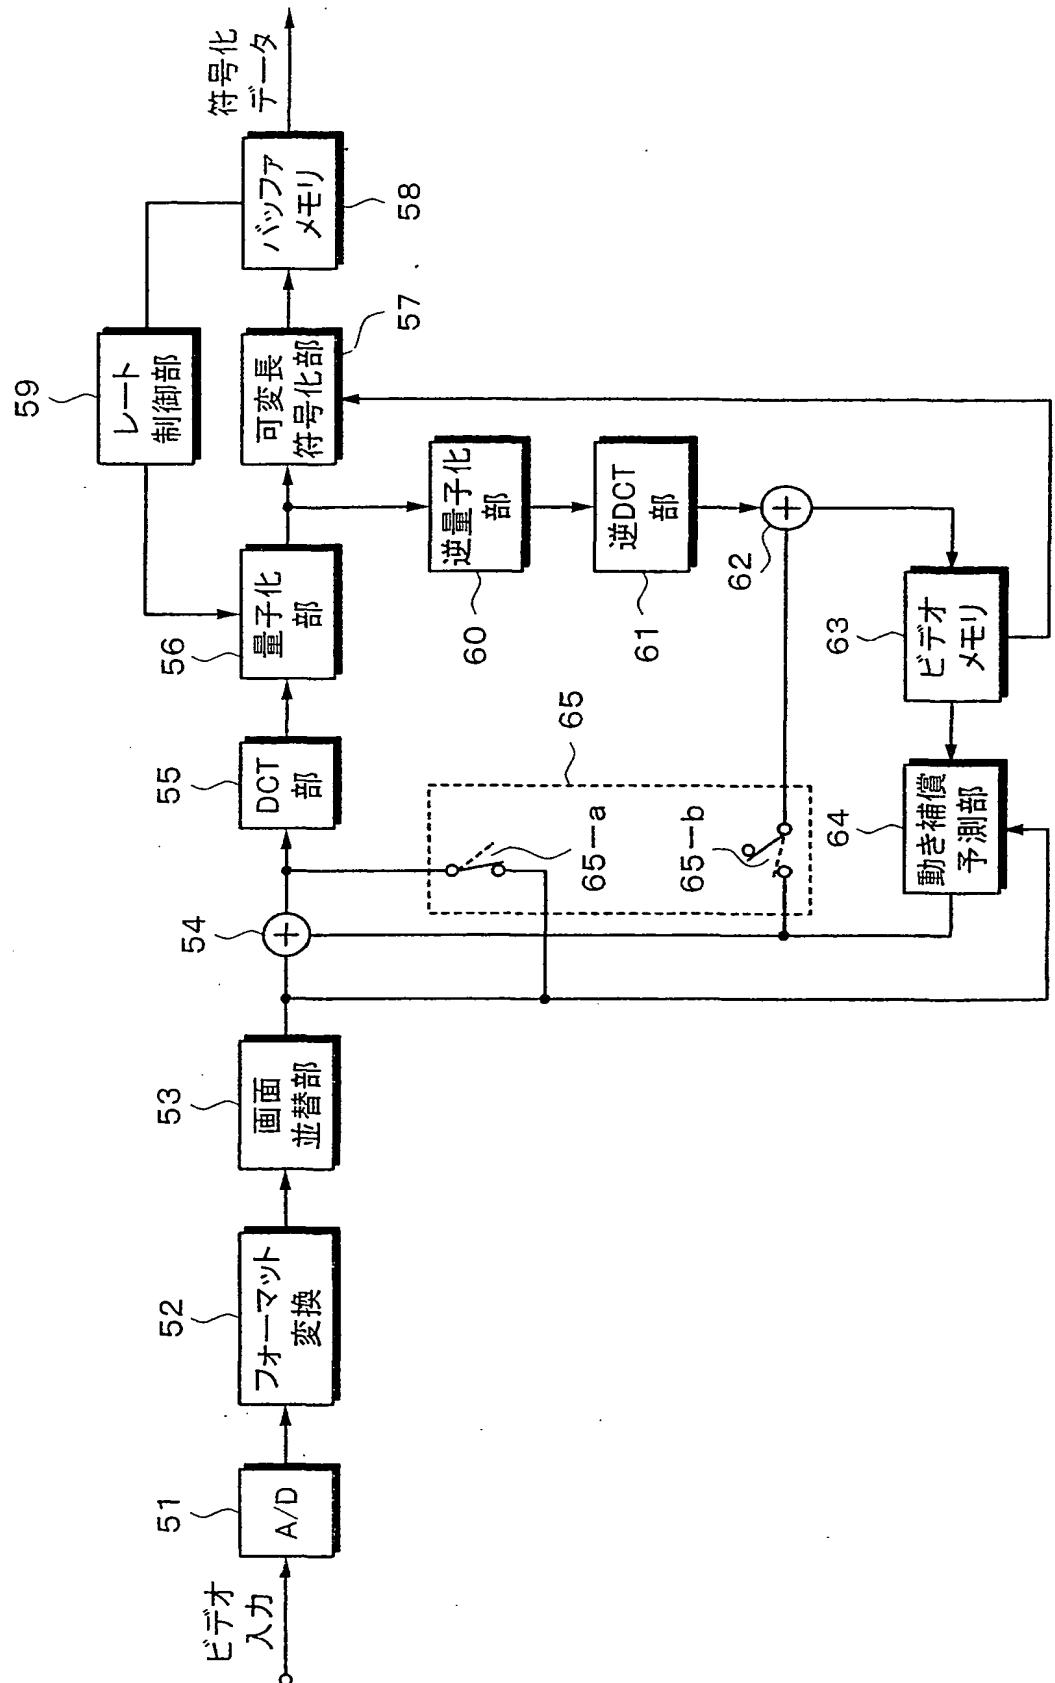 ビデオ
入力
51
A/D
52
フォーマット
変換
53
画面
並替部
54
55
DCT
部
56
量子化
部
57
可変長
符号化部
58
バッファ
メモリ
符号化
データ
59
レート
制御部
60
逆量子化
部
61
逆DCT
部
62
63
ビデオ
メモリ
64
動き補償
予測部
65
65-a
65-b